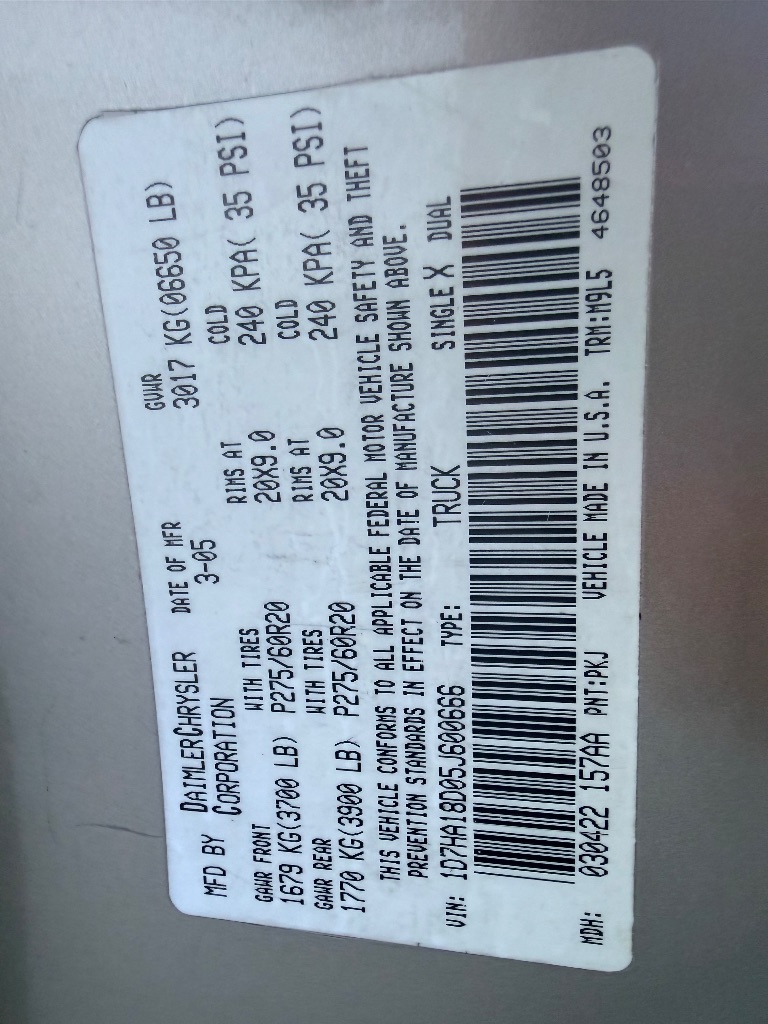 MFD BY DAIMLERCHRYSLER CORPORATION DATE OF MFR 3-05 GVWR 3017 KG(06650 LB)
GAWR FRONT WITH TIRES RIMS AT COLD
1679 KG(3700 LB) P275/60R20 20X9.0 240 KPA( 35 PSI)
GAWR REAR WITH TIRES RIMS AT COLD
1770 KG(3900 LB) P275/60R20 20X9.0 240 KPA( 35 PSI)
THIS VEHICLE CONFORMS TO ALL APPLICABLE FEDERAL MOTOR VEHICLE SAFETY AND THEFT
PREVENTION STANDARDS IN EFFECT ON THE DATE OF MANUFACTURE SHOWN ABOVE.
VIN: 1D7HA18D05J600666 TYPE: TRUCK SINGLE X DUAL
MDH: 030422 157AA PNT:PKJ VEHICLE MADE IN U.S.A. TRM:M9L5 4648503